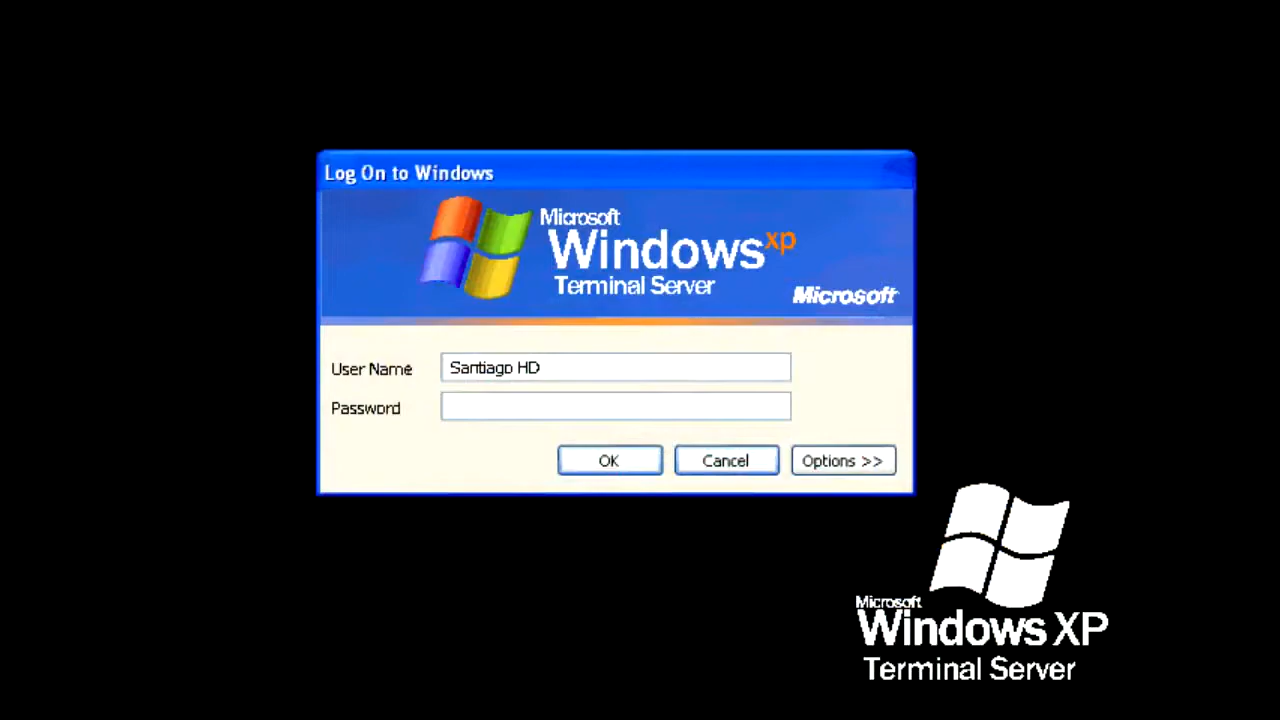 Log On to Windows
Microsoft
Windows xp
Terminal Server
Microsoft
User Name
Santiago HD
Password
OK
Cancel
Options >>
Microsoft
Windows XP
Terminal Server